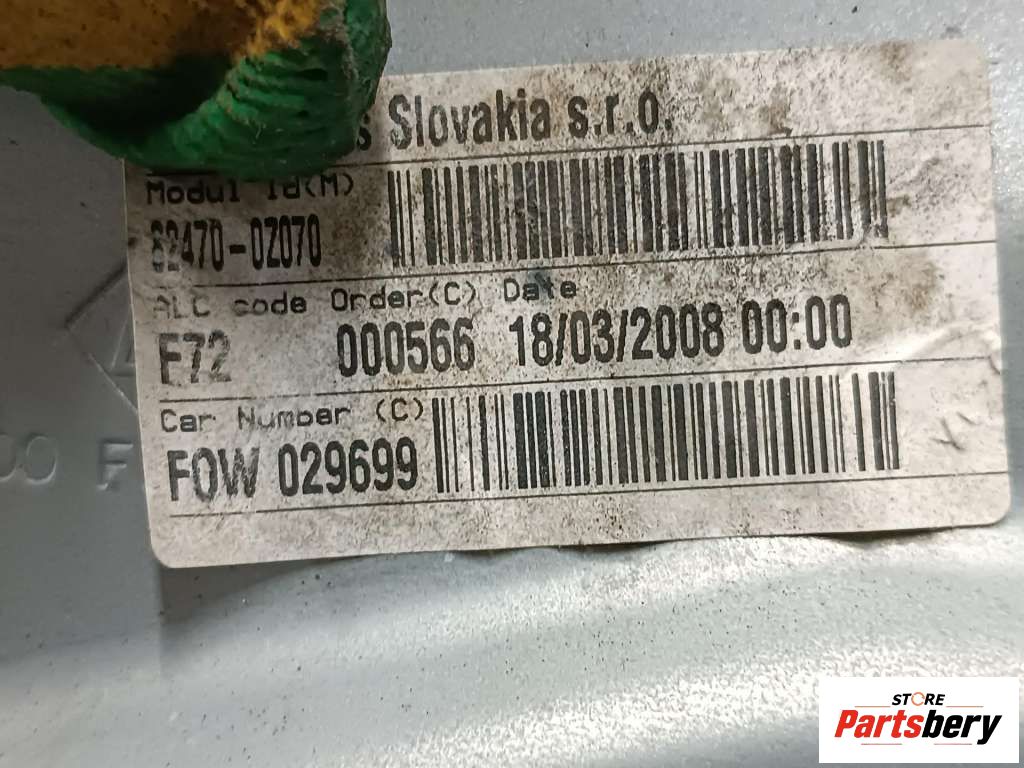 s Slovakia s.r.o.
Modul Id(M)
82470-0Z070
ALC code Order(C) Date
F72 000566 18/03/2008 00:00
Car Number (C)
FOW 029699
STORE
Partsbery